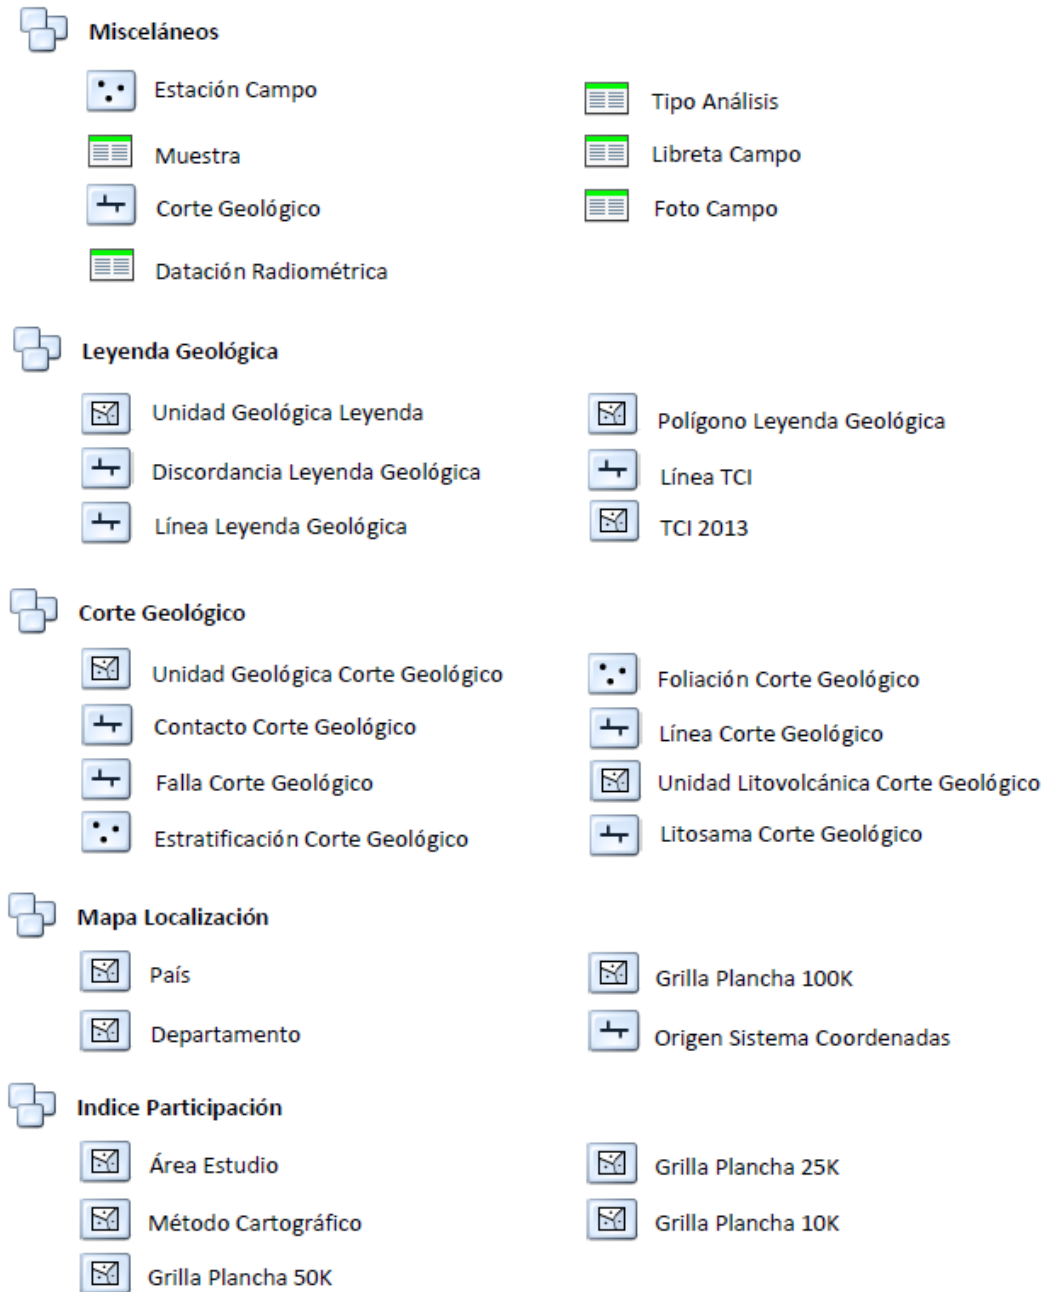 Misceláneos
Estación Campo
Muestra
Corte Geológico
Datación Radiométrica
Tipo Análisis
Libreta Campo
Foto Campo
Leyenda Geológica
Unidad Geológica Leyenda
Discordancia Leyenda Geológica
Línea Leyenda Geológica
Polígono Leyenda Geológica
Línea TCI
TCI 2013
Corte Geológico
Unidad Geológica Corte Geológico
Contacto Corte Geológico
Falla Corte Geológico
Estratificación Corte Geológico
Foliación Corte Geológico
Línea Corte Geológico
Unidad Litovolcánica Corte Geológico
Litosama Corte Geológico
Mapa Localización
País
Departamento
Grilla Plancha 100K
Origen Sistema Coordenadas
Indice Participación
Área Estudio
Método Cartográfico
Grilla Plancha 50K
Grilla Plancha 25K
Grilla Plancha 10K